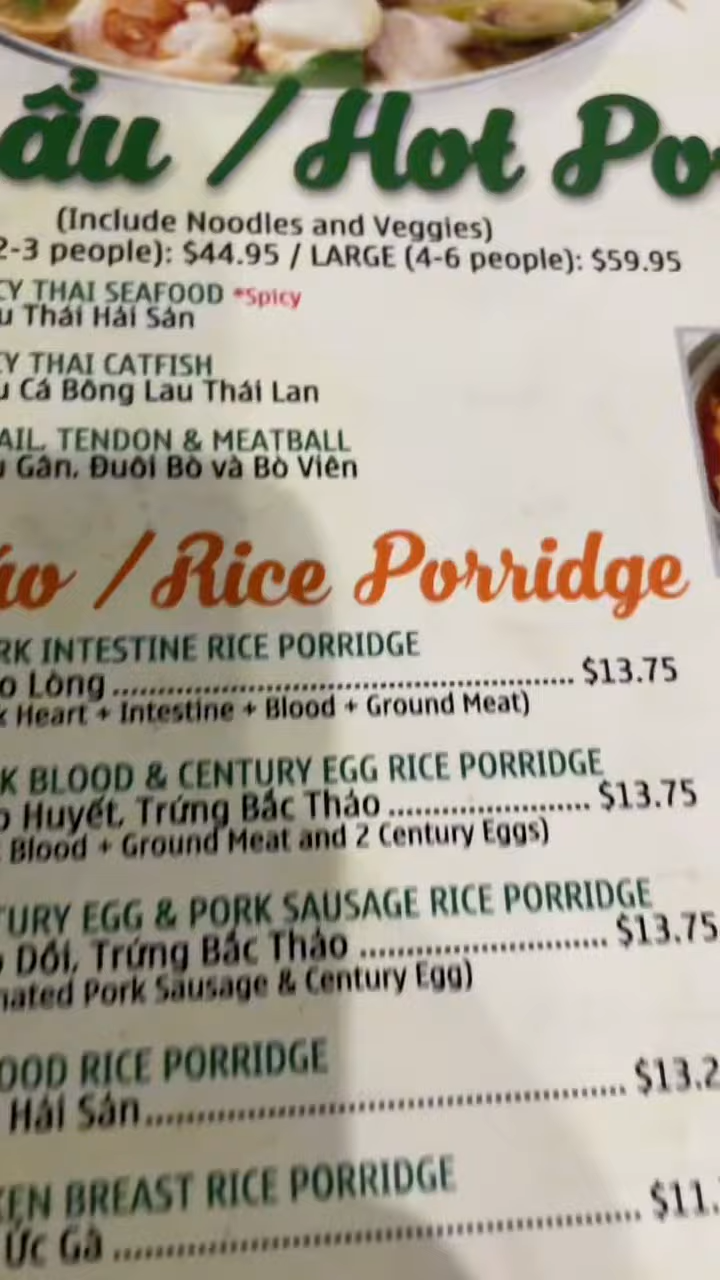 ẩu / Hot Po
(Include Noodles and Veggies)
2-3 people): $44.95 / LARGE (4-6 people): $59.95
CY THAI SEAFOOD *Spicy
u Thái Hải Sản
CY THAI CATFISH
u Cá Bông Lau Thái Lan
AIL, TENDON & MEATBALL
u Gân, Đuôi Bò và Bò Viên
áo / Rice Porridge
RK INTESTINE RICE PORRIDGE
o Lòng ............................................................ $13.75
k Heart + Intestine + Blood + Ground Meat)
K BLOOD & CENTURY EGG RICE PORRIDGE
o Huyết, Trứng Bắc Thảo ......................... $13.75
Blood + Ground Meat and 2 Century Eggs)
TURY EGG & PORK SAUSAGE RICE PORRIDGE
o Dồi, Trứng Bắc Thảo .............................. $13.75
nated Pork Sausage & Century Egg)
OOD RICE PORRIDGE
Hải Sản.......................................................... $13.2
KEN BREAST RICE PORRIDGE
Ức Gà ................................................................ $11.